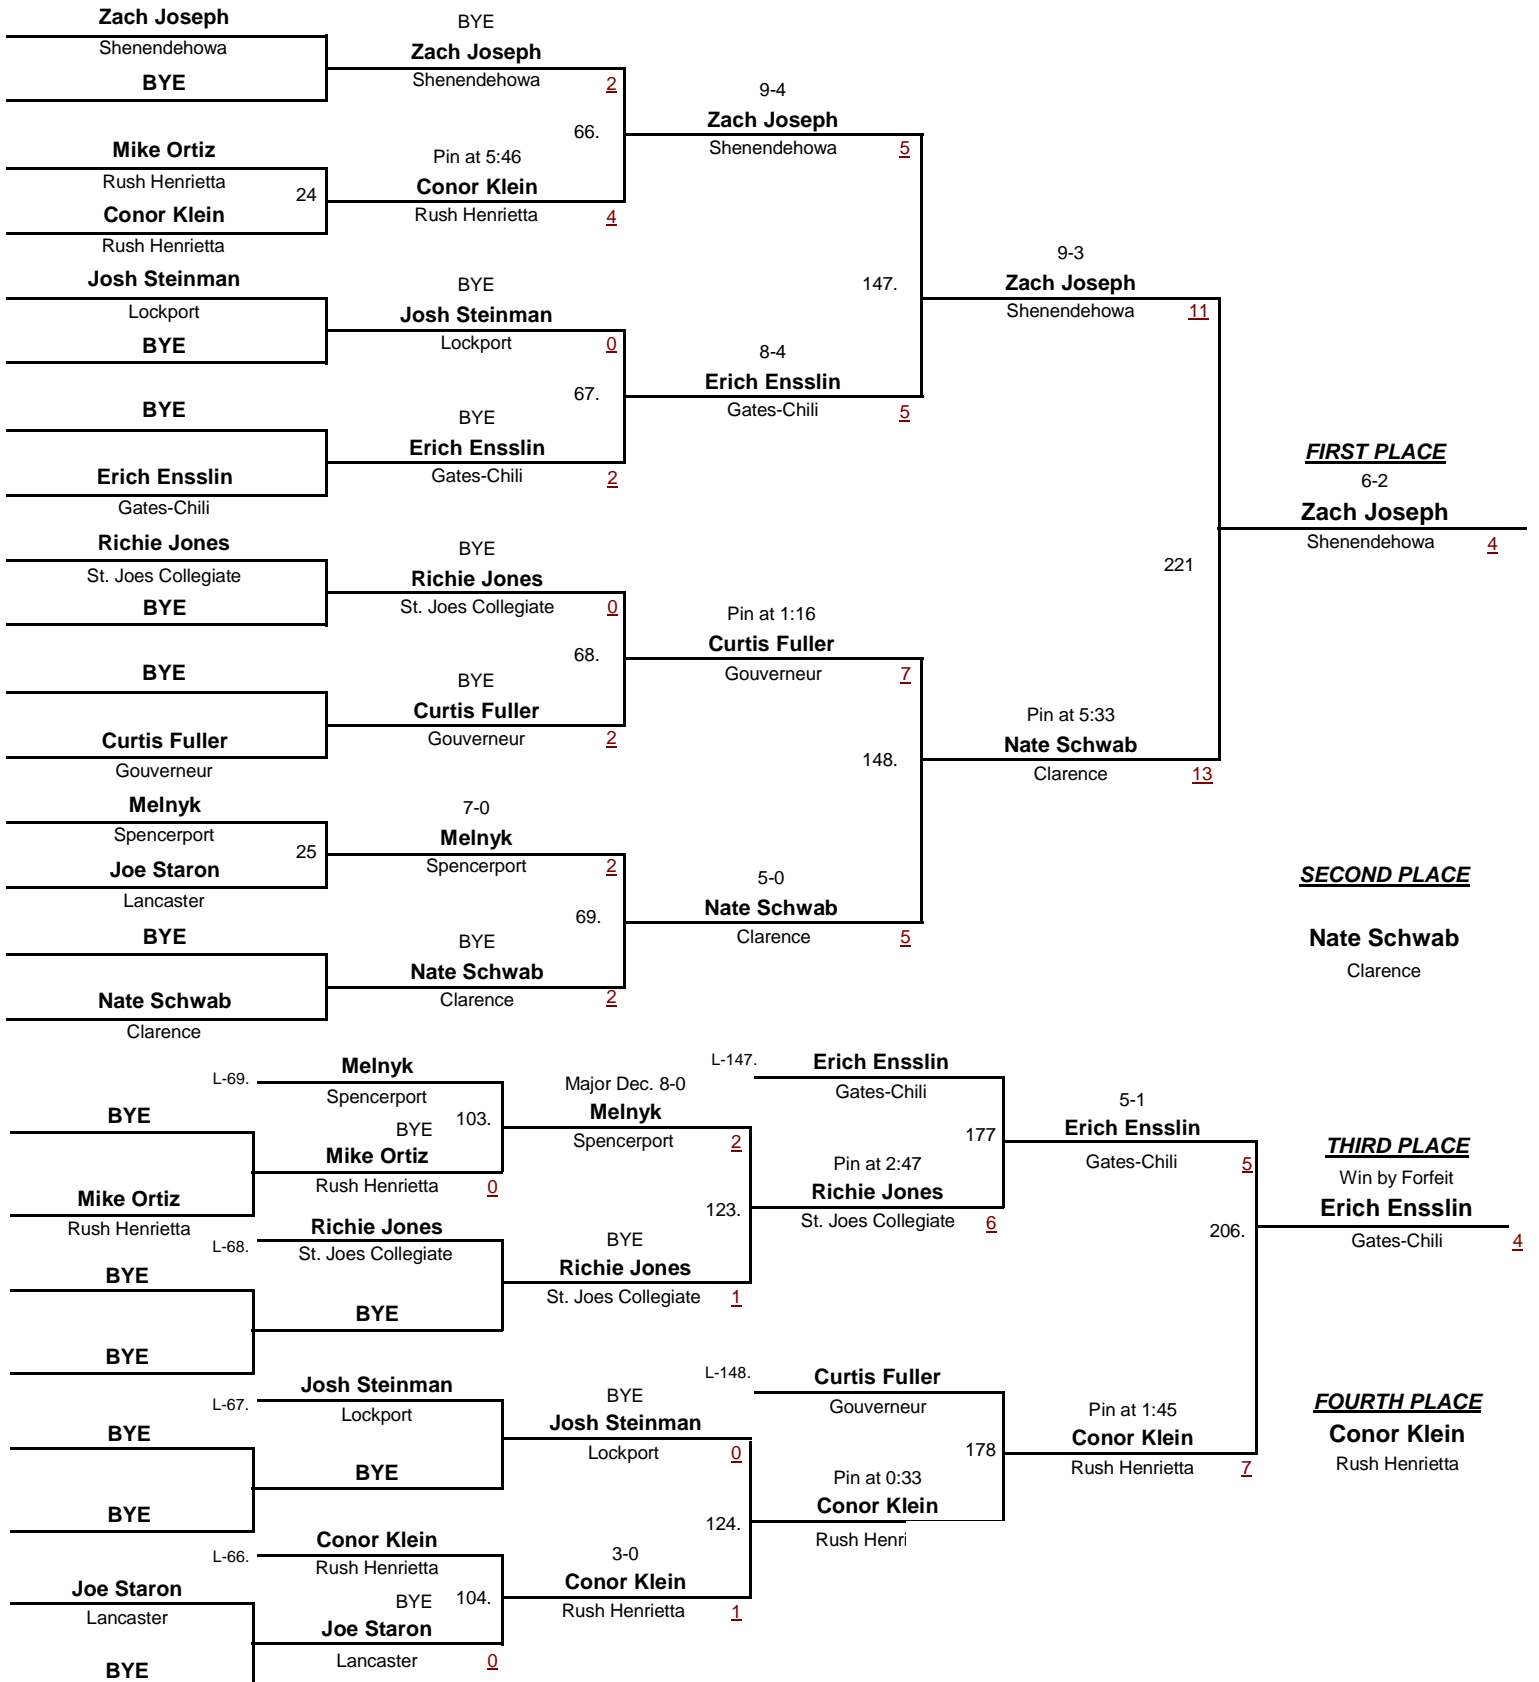 Zach Joseph
Shenendehowa
BYE
Mike Ortiz
Rush Henrietta
24
Conor Klein
Rush Henrietta
Josh Steinman
Lockport
BYE
BYE
Erich Ensslin
Gates-Chili
Richie Jones
St. Joes Collegiate
BYE
BYE
Curtis Fuller
Gouverneur
Melnyk
Spencerport
25
Joe Staron
Lancaster
BYE
Nate Schwab
Clarence
BYE
Zach Joseph
Shenendehowa 2
66.
Pin at 5:46
Conor Klein
Rush Henrietta 4
BYE
Josh Steinman
Lockport 0
67.
BYE
Erich Ensslin
Gates-Chili 2
BYE
Richie Jones
St. Joes Collegiate 0
68.
BYE
Curtis Fuller
Gouverneur 2
7-0
Melnyk
Spencerport 2
69.
BYE
Nate Schwab
Clarence 2
9-4
Zach Joseph
Shenendehowa 5
147.
8-4
Erich Ensslin
Gates-Chili 5
Pin at 1:16
Curtis Fuller
Gouverneur 7
148.
5-0
Nate Schwab
Clarence 5
9-3
Zach Joseph
Shenendehowa 11
221
Pin at 5:33
Nate Schwab
Clarence 13
FIRST PLACE
6-2
Zach Joseph
Shenendehowa 4
SECOND PLACE
Nate Schwab
Clarence
BYE
Mike Ortiz
Rush Henrietta
BYE
BYE
BYE
BYE
Joe Staron
Lancaster
BYE
L-69.
Melnyk
Spencerport
103.
BYE
Mike Ortiz
Rush Henrietta 0
L-68.
Richie Jones
St. Joes Collegiate
BYE
L-67.
Josh Steinman
Lockport
BYE
L-66.
Conor Klein
Rush Henrietta
BYE 104.
Joe Staron
Lancaster 0
Major Dec. 8-0
Melnyk
Spencerport 2
123.
BYE
Richie Jones
St. Joes Collegiate 1
BYE
Josh Steinman
Lockport 0
124.
3-0
Conor Klein
Rush Henrietta 1
L-147.
Erich Ensslin
Gates-Chili
177
Pin at 2:47
Richie Jones
St. Joes Collegiate 6
L-148.
Curtis Fuller
Gouverneur
178
Pin at 0:33
Conor Klein
Rush Henri
5-1
Erich Ensslin
Gates-Chili 5
206.
Pin at 1:45
Conor Klein
Rush Henrietta 7
THIRD PLACE
Win by Forfeit
Erich Ensslin
Gates-Chili 4
FOURTH PLACE
Conor Klein
Rush Henrietta